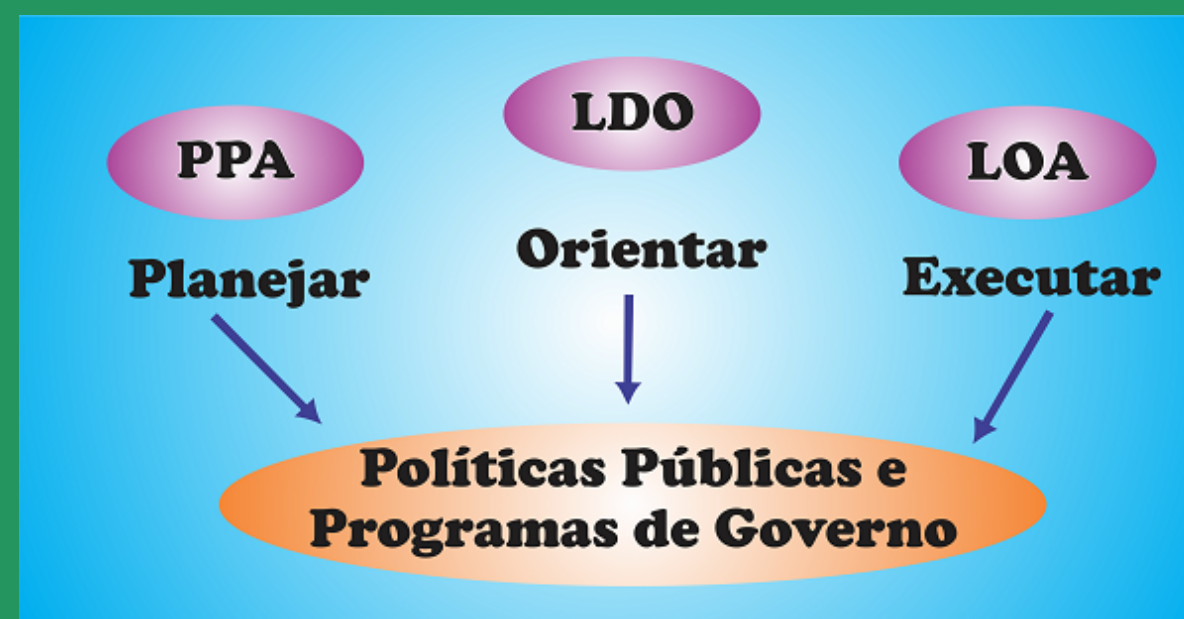 PPA
Planejar
LDO
Orientar
LOA
Executar
Políticas Públicas e
Programas de Governo